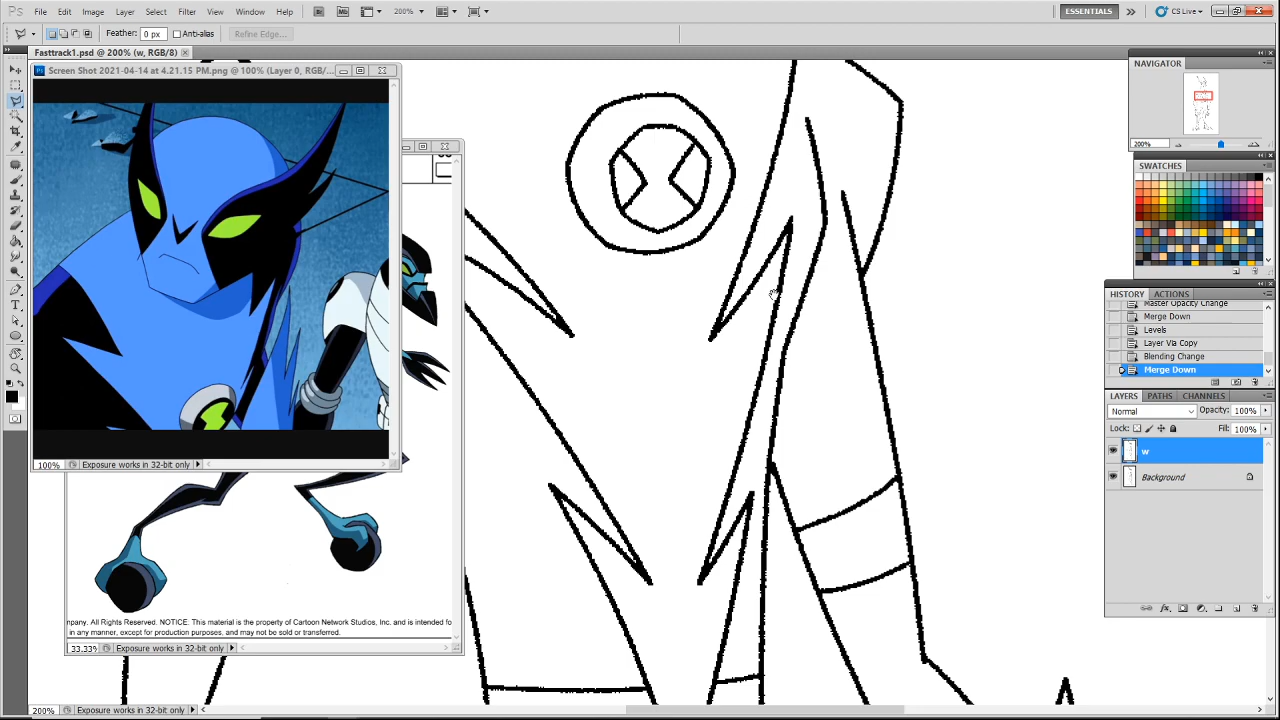 Ps File Edit Image Layer Select Filter Analysis 3D View Window Help Br Mb 200% ESSENTIALS CS Live
Feather: 0 px Anti-alias Refine Edge...
Fasttrack1.psd @ 200% (w, RGB/8)
Screen Shot 2021-04-14 at 4.21.15 PM.png @ 100% (Layer 0, RGB/...
100% Exposure works in 32-bit only
mpany. All Rights Reserved. NOTICE. This material is the property of Cartoon Network Studios, Inc. and is intended fo
in any manner, except for production purposes, and may not be sold or transferred.
33.33% Exposure works in 32-bit only
200% Exposure works in 32-bit only
NAVIGATOR
200%
SWATCHES
HISTORY ACTIONS
Master Opacity Change
Merge Down
Levels
Layer Via Copy
Blending Change
Merge Down
LAYERS PATHS CHANNELS
Normal Opacity: 100%
Lock: Fill: 100%
w
Background
fx